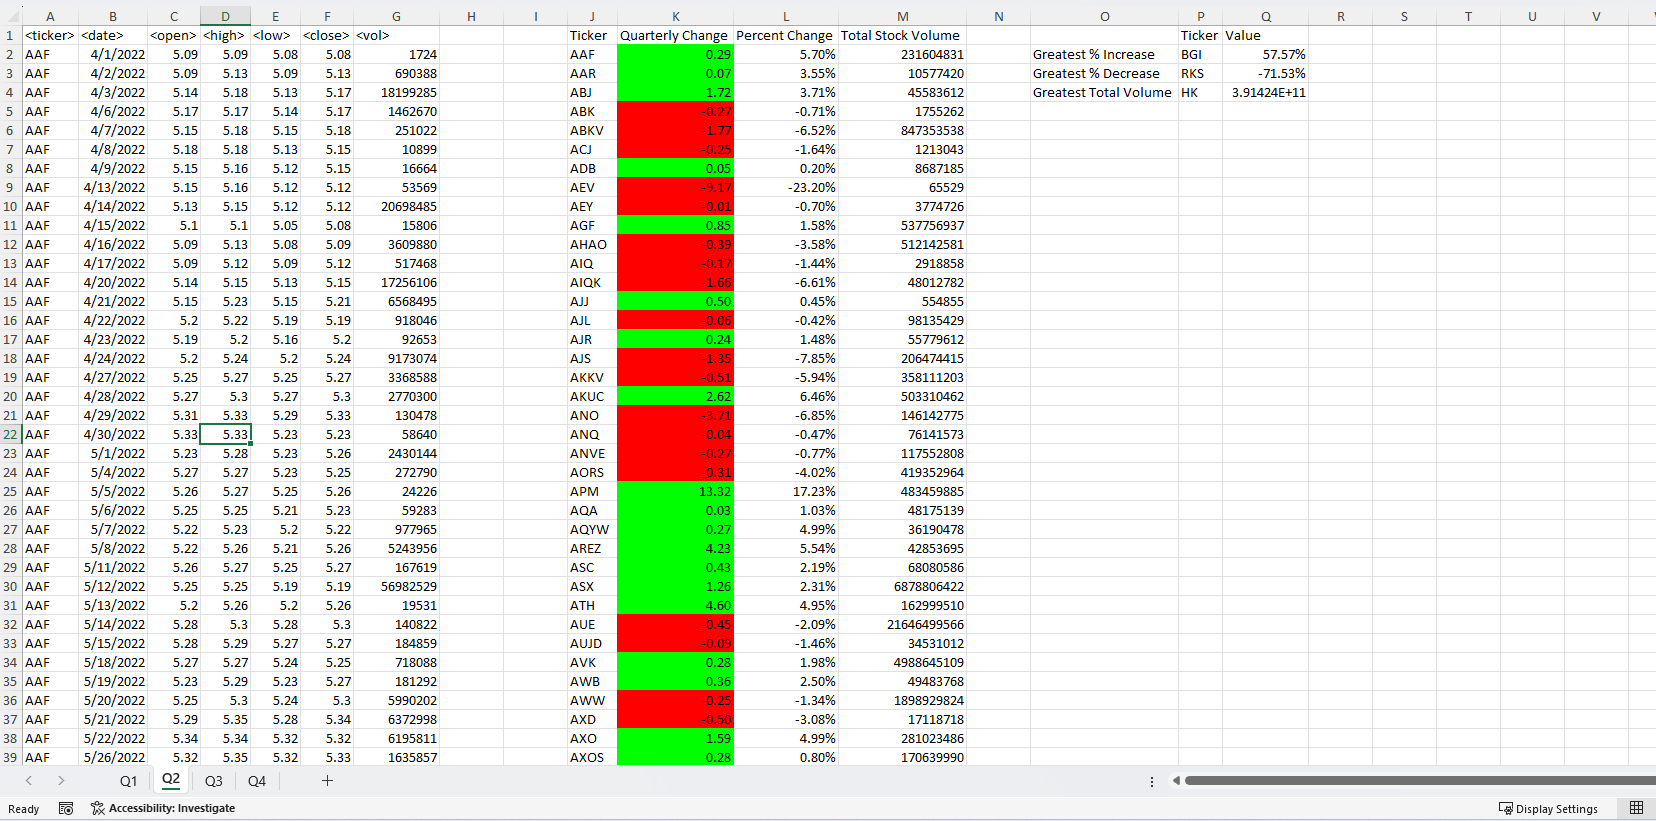 A B C D E F G H I J K L M N O P Q R S T U V
1 <ticker> <date> <open> <high> <low> <close> <vol> Ticker Quarterly Change Percent Change Total Stock Volume Ticker Value
2 AAF 4/1/2022 5.09 5.09 5.08 5.08 1724 AAF 0.29 5.70% 231604831 Greatest % Increase BGI 57.57%
3 AAF 4/2/2022 5.09 5.13 5.09 5.13 690388 AAR 0.07 3.55% 10577420 Greatest % Decrease RKS -71.53%
4 AAF 4/3/2022 5.14 5.18 5.13 5.17 18199285 ABJ 1.72 3.71% 45583612 Greatest Total Volume HK 3.91424E+11
5 AAF 4/6/2022 5.17 5.17 5.14 5.17 1462670 ABK -0.27 -0.71% 1755262
6 AAF 4/7/2022 5.15 5.18 5.15 5.18 251022 ABKV -1.77 -6.52% 847353538
7 AAF 4/8/2022 5.18 5.18 5.13 5.15 10899 ACJ -0.25 -1.64% 1213043
8 AAF 4/9/2022 5.15 5.16 5.12 5.15 16664 ADB 0.05 0.20% 8687185
9 AAF 4/13/2022 5.15 5.16 5.12 5.12 53569 AEV -9.17 -23.20% 65529
10 AAF 4/14/2022 5.13 5.15 5.12 5.12 20698485 AEY -0.01 -0.70% 3774726
11 AAF 4/15/2022 5.1 5.1 5.05 5.08 15806 AGF 0.85 1.58% 537756937
12 AAF 4/16/2022 5.09 5.13 5.08 5.09 3609880 AHAO -0.39 -3.58% 512142581
13 AAF 4/17/2022 5.09 5.12 5.09 5.12 517468 AIQ -0.17 -1.44% 2918858
14 AAF 4/20/2022 5.14 5.15 5.13 5.15 17256106 AIQK -1.66 -6.61% 48012782
15 AAF 4/21/2022 5.15 5.23 5.15 5.21 6568495 AJJ 0.50 0.45% 554855
16 AAF 4/22/2022 5.2 5.22 5.19 5.19 918046 AJL -0.06 -0.42% 98135429
17 AAF 4/23/2022 5.19 5.2 5.16 5.2 92653 AJR 0.24 1.48% 55779612
18 AAF 4/24/2022 5.2 5.24 5.2 5.24 9173074 AJS -1.35 -7.85% 206474415
19 AAF 4/27/2022 5.25 5.27 5.25 5.27 3368588 AKKV -0.51 -5.94% 358111203
20 AAF 4/28/2022 5.27 5.3 5.27 5.3 2770300 AKUC 2.62 6.46% 503310462
21 AAF 4/29/2022 5.31 5.33 5.29 5.33 130478 ANO -3.71 -6.85% 146142775
22 AAF 4/30/2022 5.33 5.33 5.23 5.23 58640 ANQ -0.04 -0.47% 76141573
23 AAF 5/1/2022 5.23 5.28 5.23 5.26 2430144 ANVE -0.27 -0.77% 117552808
24 AAF 5/4/2022 5.27 5.27 5.23 5.25 272790 AORS -0.31 -4.02% 419352964
25 AAF 5/5/2022 5.26 5.27 5.25 5.26 24226 APM 13.32 17.23% 483459885
26 AAF 5/6/2022 5.25 5.25 5.21 5.23 59283 AQA 0.03 1.03% 48175139
27 AAF 5/7/2022 5.22 5.23 5.2 5.22 977965 AQYW 0.27 4.99% 36190478
28 AAF 5/8/2022 5.22 5.26 5.21 5.26 5243956 AREZ 4.23 5.54% 42853695
29 AAF 5/11/2022 5.26 5.27 5.25 5.27 167619 ASC 0.43 2.19% 68080586
30 AAF 5/12/2022 5.25 5.25 5.19 5.19 56982529 ASX 1.26 2.31% 6878806422
31 AAF 5/13/2022 5.2 5.26 5.2 5.26 19531 ATH 4.60 4.95% 162999510
32 AAF 5/14/2022 5.28 5.3 5.28 5.3 140822 AUE -0.45 -2.09% 21646499566
33 AAF 5/15/2022 5.28 5.29 5.27 5.27 184859 AUJD -0.09 -1.46% 34531012
34 AAF 5/18/2022 5.27 5.27 5.24 5.25 718088 AVK 0.28 1.98% 4988645109
35 AAF 5/19/2022 5.23 5.29 5.23 5.27 181292 AWB 0.36 2.50% 49483768
36 AAF 5/20/2022 5.25 5.3 5.24 5.3 5990202 AWW -0.25 -1.34% 1898929824
37 AAF 5/21/2022 5.29 5.35 5.28 5.34 6372998 AXD -0.50 -3.08% 17118718
38 AAF 5/22/2022 5.34 5.34 5.32 5.32 6195811 AXO 1.59 4.99% 281023486
39 AAF 5/26/2022 5.32 5.35 5.32 5.33 1635857 AXOS 0.28 0.80% 170639990
Q1 Q2 Q3 Q4 +
Ready Accessibility: Investigate Display Settings